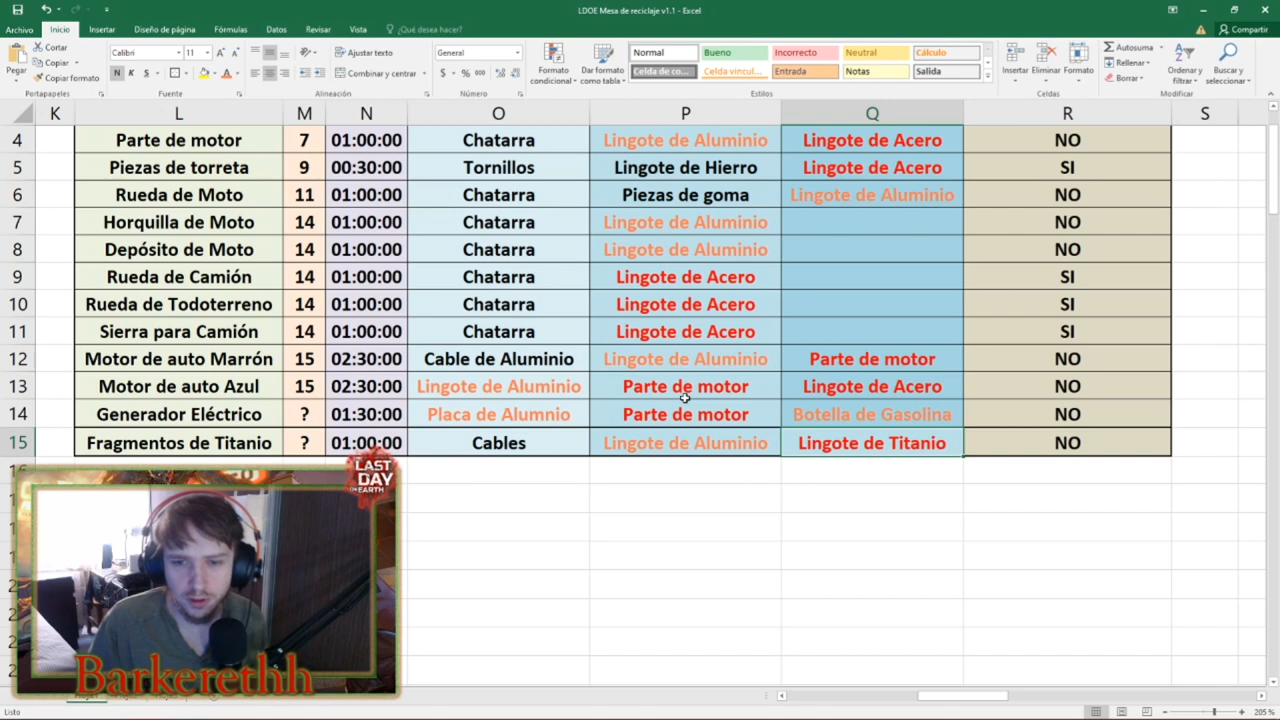 LDOE Mesa de reciclaje v1.1 - Excel
Archivo Inicio Insertar Diseño de página Fórmulas Datos Revisar Vista ¿Qué desea hacer? Compartir
Pegar Cortar Copiar Copiar formato
Calibri 11
N K S
Ajustar texto
Combinar y centrar
General
$ % 000
Formato condicional Dar formato como tabla
Normal Bueno Incorrecto Neutral Cálculo
Celda de co... Celda vincul... Entrada Notas Salida
Insertar Eliminar Formato
Autosuma Rellenar Borrar
Ordenar y filtrar Buscar y seleccionar
Portapapeles Fuente Alineación Número Estilos Celdas Modificar
K L M N O P Q R S
4 Parte de motor 7 01:00:00 Chatarra Lingote de Aluminio Lingote de Acero NO
5 Piezas de torreta 9 00:30:00 Tornillos Lingote de Hierro Lingote de Acero SI
6 Rueda de Moto 11 01:00:00 Chatarra Piezas de goma Lingote de Aluminio NO
7 Horquilla de Moto 14 01:00:00 Chatarra Lingote de Aluminio NO
8 Depósito de Moto 14 01:00:00 Chatarra Lingote de Aluminio NO
9 Rueda de Camión 14 01:00:00 Chatarra Lingote de Acero SI
10 Rueda de Todoterreno 14 01:00:00 Chatarra Lingote de Acero SI
11 Sierra para Camión 14 01:00:00 Chatarra Lingote de Acero SI
12 Motor de auto Marrón 15 02:30:00 Cable de Aluminio Lingote de Aluminio Parte de motor NO
13 Motor de auto Azul 15 02:30:00 Lingote de Aluminio Parte de motor Lingote de Acero NO
14 Generador Eléctrico ? 01:30:00 Placa de Alumnio Parte de motor Botella de Gasolina NO
15 Fragmentos de Titanio ? 01:00:00 Cables Lingote de Aluminio Lingote de Titanio NO
LAST
DAY
ON EARTH
Barkerethh
Listo 205 %